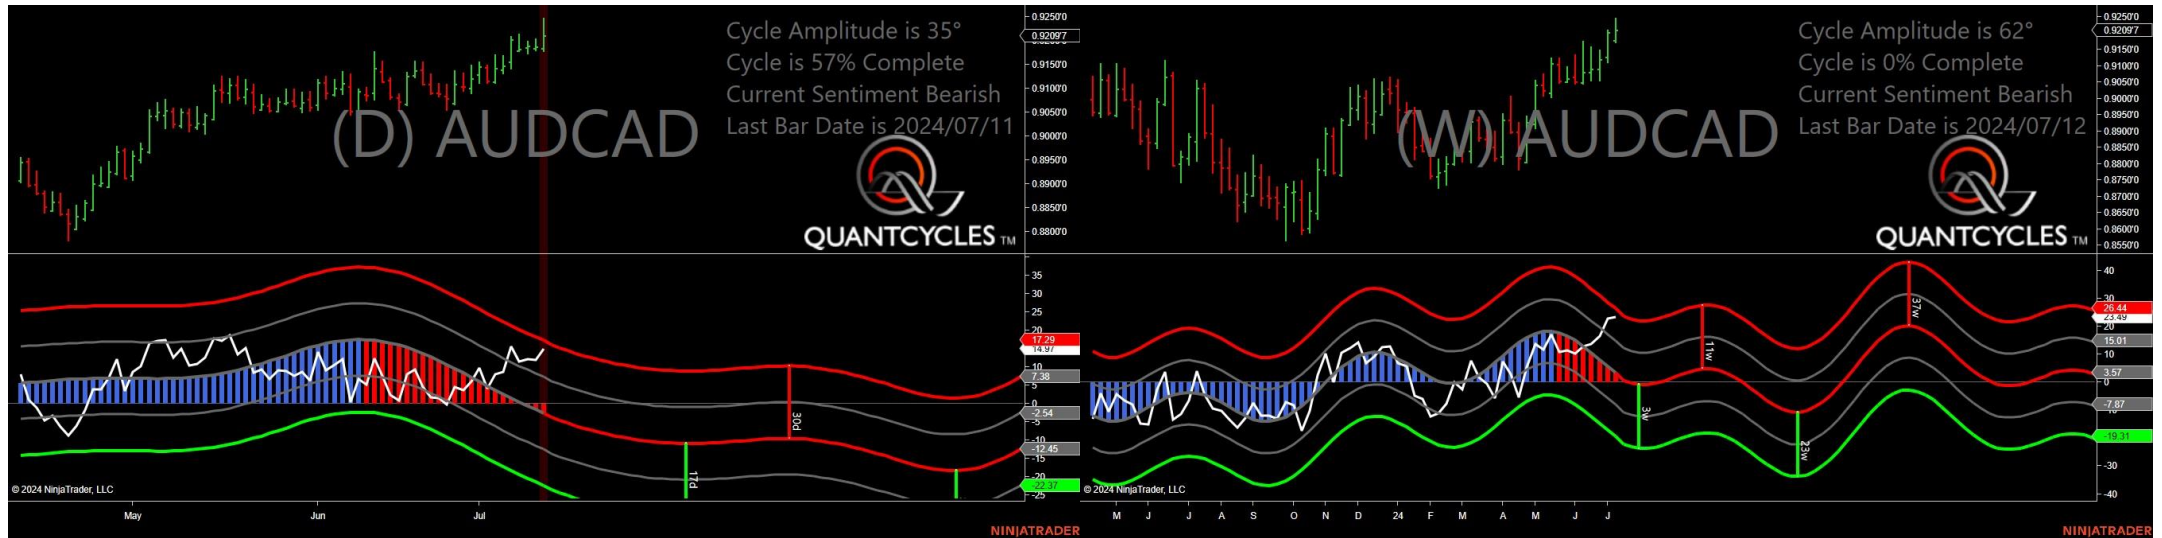 Cycle Amplitude is 35°
Cycle is 57% Complete
Current Sentiment Bearish
Last Bar Date is 2024/07/11
(D) AUDCAD
QUANTCYCLES TM
0.9250'0
0.9209'7
0.9150'0
0.9100'0
0.9050'0
0.9000'0
0.8950'0
0.8900'0
0.8850'0
0.8800'0
35
30
25
20
17.29
14.97
10
7.38
5
0
-2.54
-5
-10
-12.45
-15
-20
-22.37
-25
30d
17d
© 2024 NinjaTrader, LLC
May Jun Jul
NINJATRADER
Cycle Amplitude is 62°
Cycle is 0% Complete
Current Sentiment Bearish
Last Bar Date is 2024/07/12
(W) AUDCAD
QUANTCYCLES TM
0.9250'0
0.9209'7
0.9150'0
0.9100'0
0.9050'0
0.9000'0
0.8950'0
0.8900'0
0.8850'0
0.8800'0
0.8750'0
0.8700'0
0.8650'0
0.8600'0
0.8550'0
40
30
26.44
23.49
20
15.01
10
3.57
0
-7.87
-19.31
-30
-40
37w
11w
3w
23w
© 2024 NinjaTrader, LLC
M J J A S O N D 24 F M A M J J
NINJATRADER